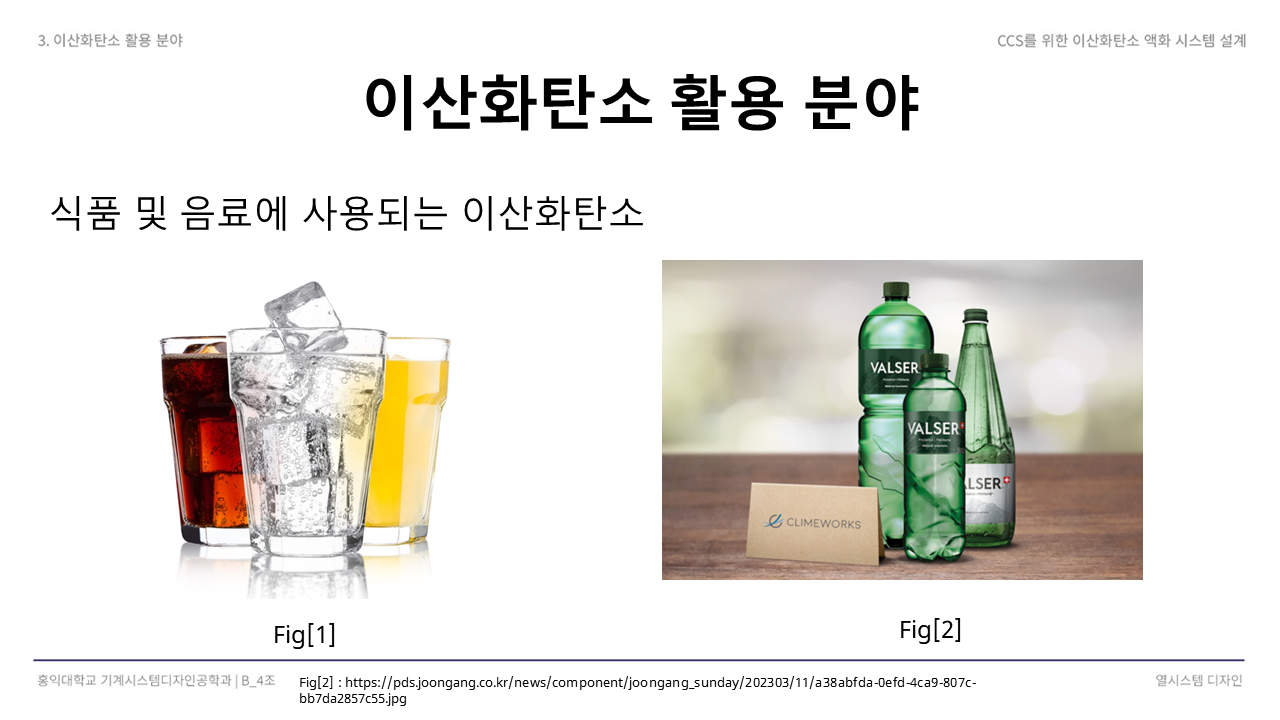 3. 이산화탄소 활용 분야
CCS를 위한 이산화탄소 액화 시스템 설계
이산화탄소 활용 분야
식품 및 음료에 사용되는 이산화탄소
VALSER
VALSER
ALSER
CLIMEWORKS
Fig[1]
Fig[2]
홍익대학교 기계시스템디자인공학과 | B_4조
Fig[2] : https://pds.joongang.co.kr/news/component/joongang_sunday/202303/11/a38abfda-0efd-4ca9-807c-
bb7da2857c55.jpg
열시스템 디자인